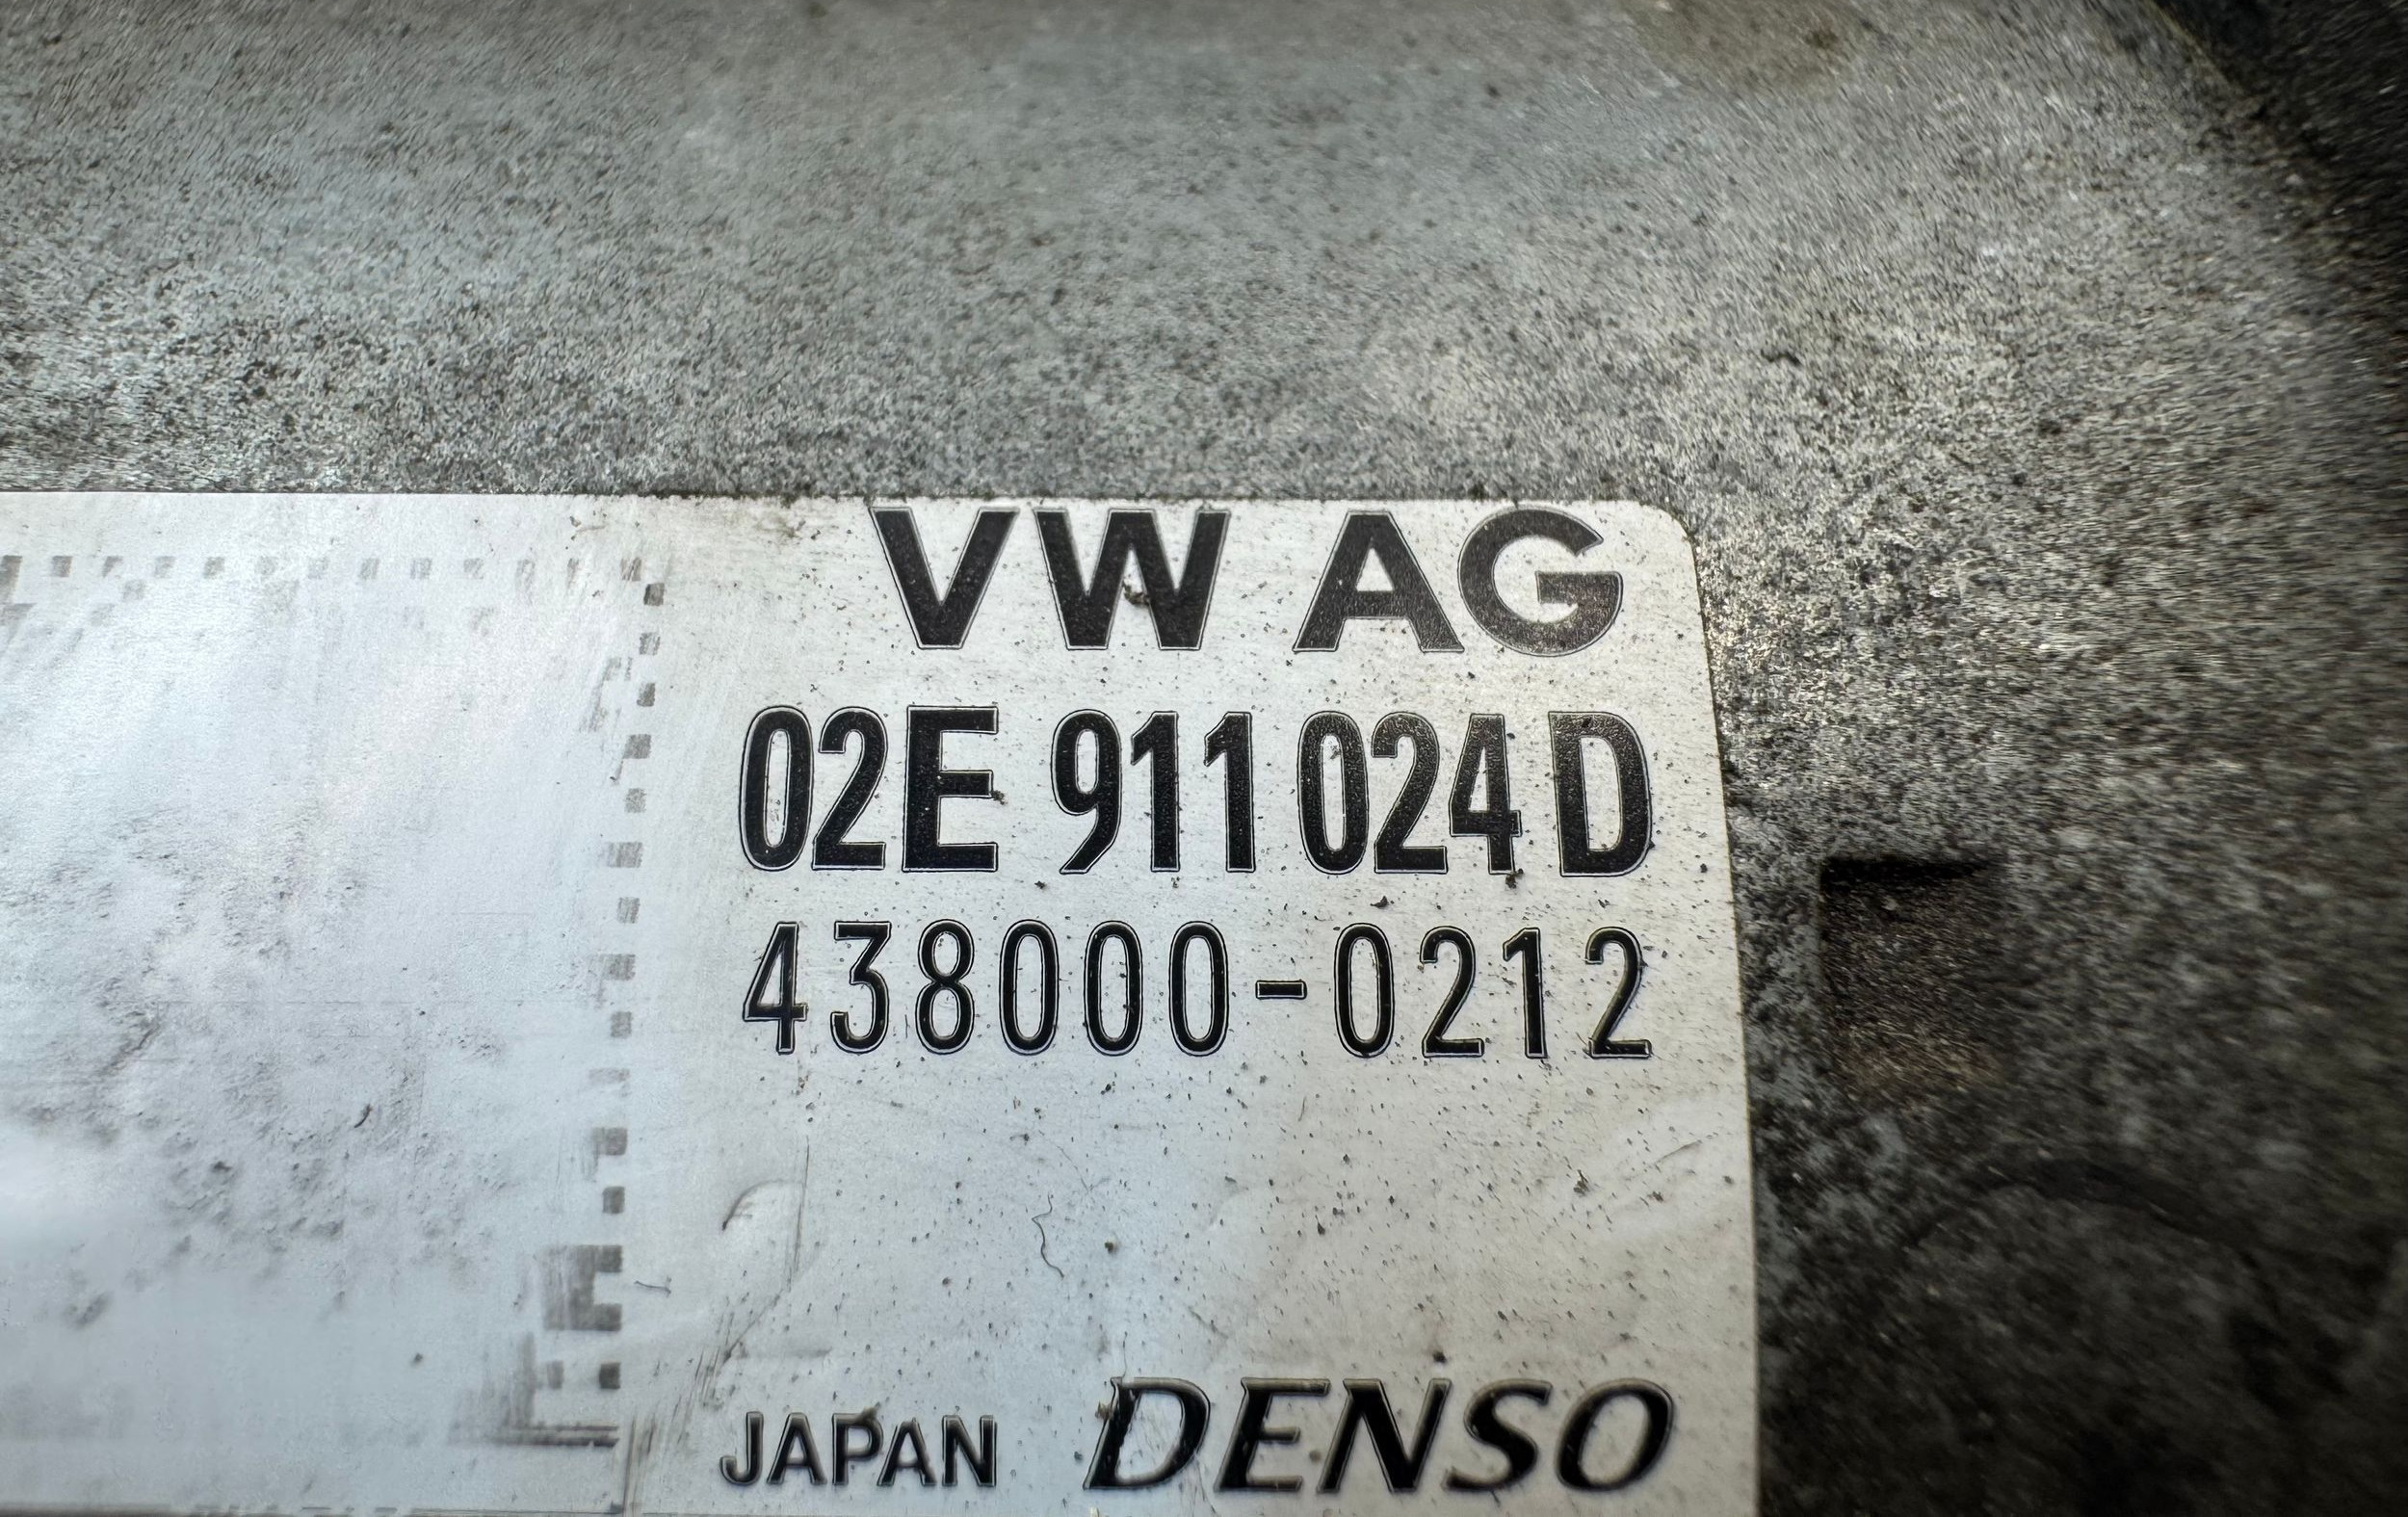 VW AG
02E 911 024 D
438000-0212
JAPAN DENSO